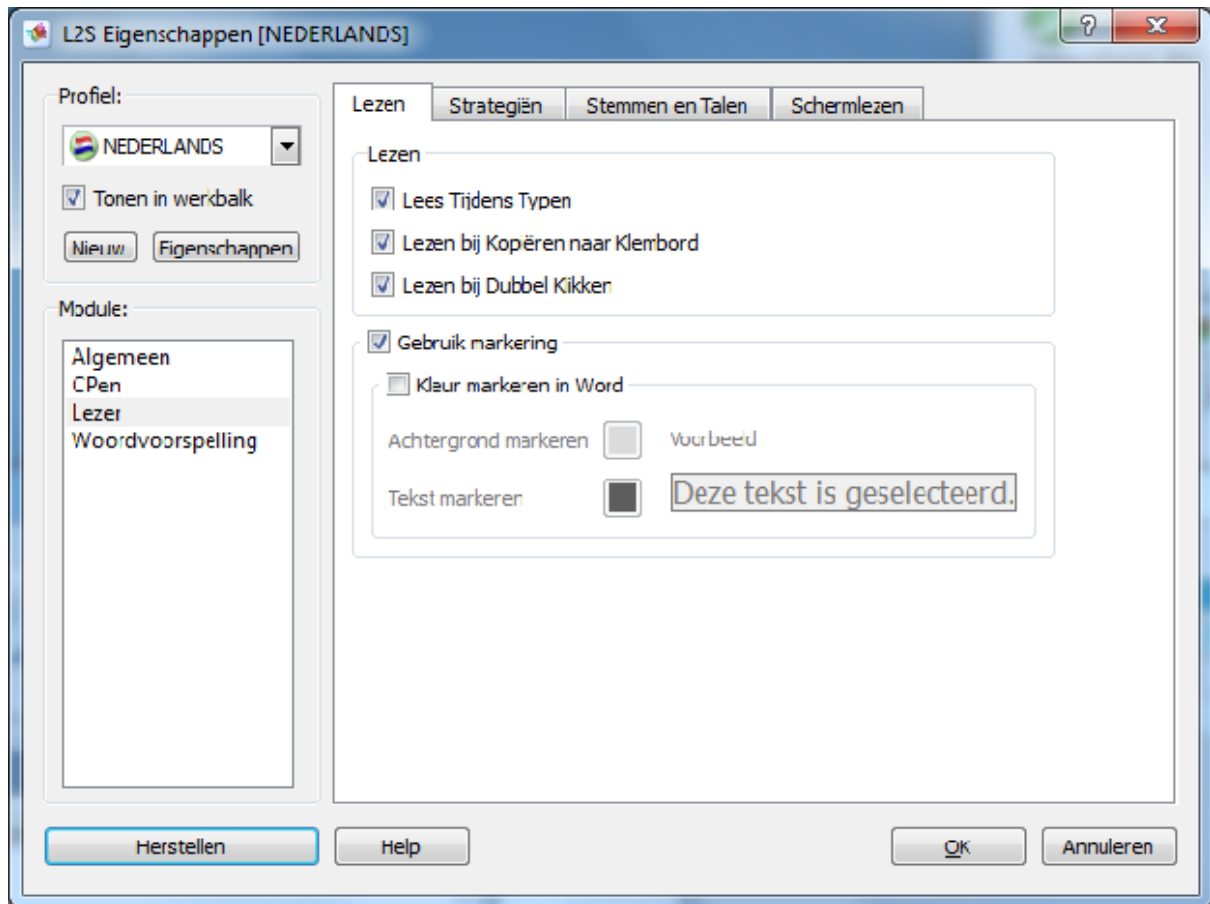 L2S Eigenschappen [NEDERLANDS]
?
Profiel:
NEDERLANDS
Tonen in werkbalk
Nieuw Eigenschappen
Module:
Algemeen
CPen
Lezer
Woordvoorspelling
Lezen Strategiën Stemmen en Talen Schermlezen
Lezen
Lees Tijdens Typen
Lezen bij Kopëren naar Klembord
Lezen bij Dubbel Kikken
Gebruik markering
Kleur markeren in Word
Achtergrond markeren Voorbeeld
Tekst markeren Deze tekst is geselecteerd.
Herstellen Help OK Annuleren